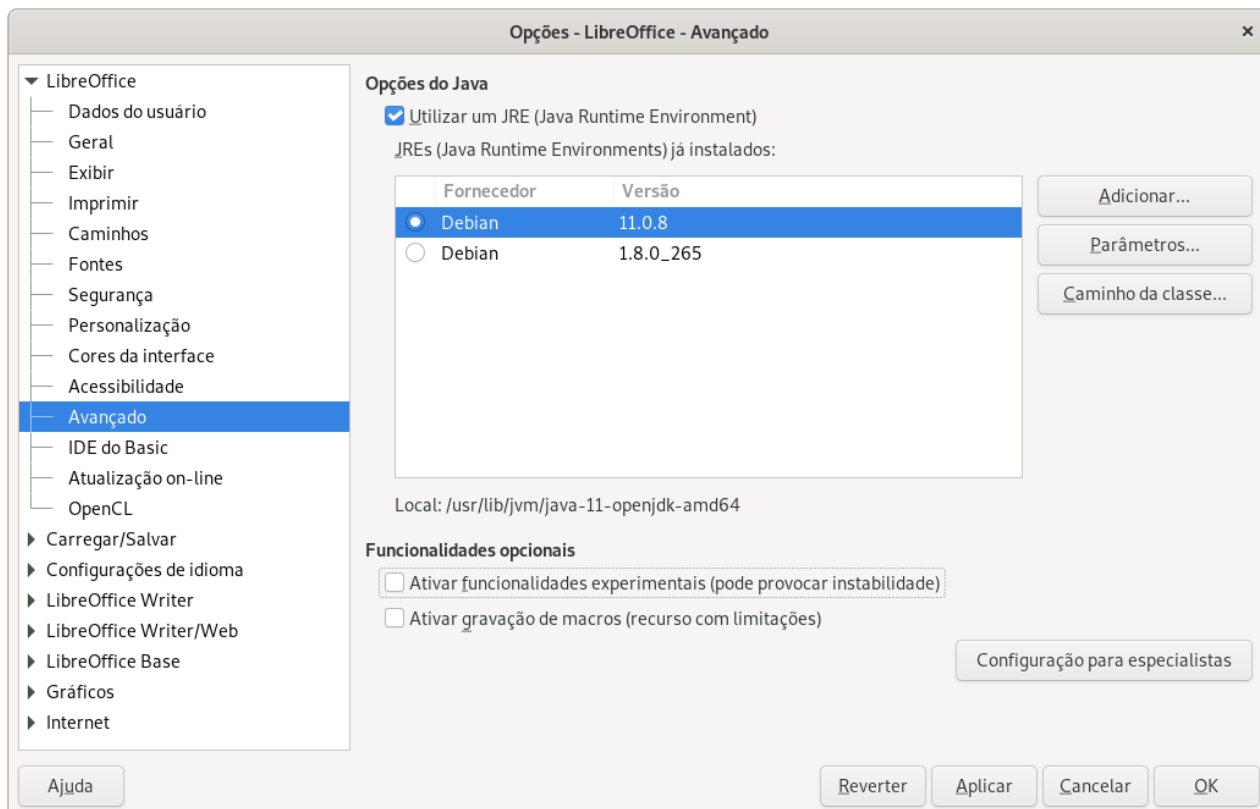 Opções - LibreOffice - Avançado
LibreOffice
Dados do usuário
Geral
Exibir
Imprimir
Caminhos
Fontes
Segurança
Personalização
Cores da interface
Acessibilidade
Avançado
IDE do Basic
Atualização on-line
OpenCL
Carregar/Salvar
Configurações de idioma
LibreOffice Writer
LibreOffice Writer/Web
LibreOffice Base
Gráficos
Internet
Opções do Java
Utilizar um JRE (Java Runtime Environment)
JREs (Java Runtime Environments) já instalados:
Fornecedor Versão
Debian 11.0.8
Debian 1.8.0_265
Adicionar...
Parâmetros...
Caminho da classe...
Local: /usr/lib/jvm/java-11-openjdk-amd64
Funcionalidades opcionais
Ativar funcionalidades experimentais (pode provocar instabilidade)
Ativar gravação de macros (recurso com limitações)
Configuração para especialistas
Ajuda Reverter Aplicar Cancelar OK